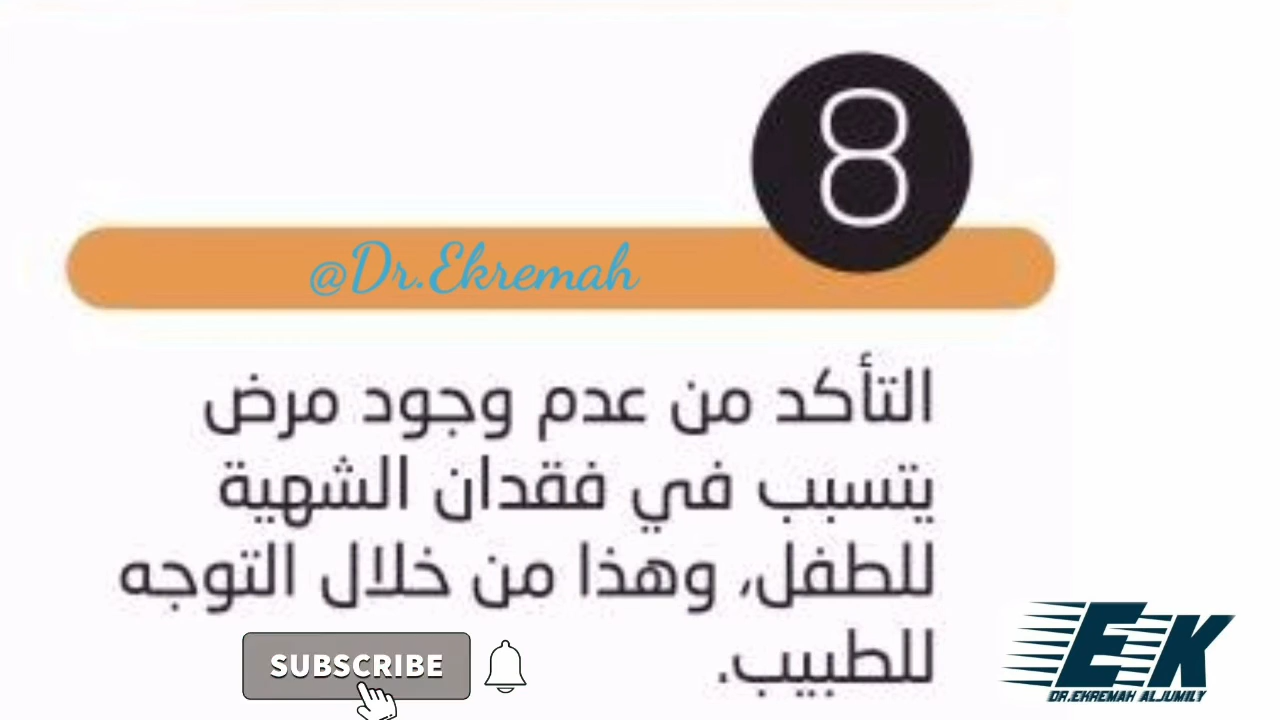 8
@Dr.Ekremah
التأكد من عدم وجود مرض
يتسبب في فقدان الشهية
للطفل، وهذا من خلال التوجه
للطبيب.
SUBSCRIBE
EK
DR.EKREMAH ALJUMILY